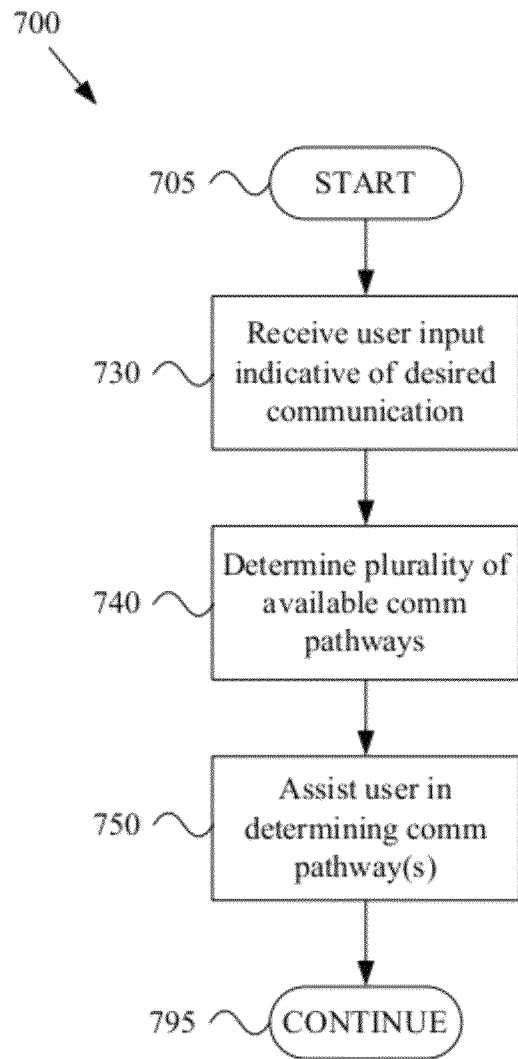 700
705
START
730
Receive user input
indicative of desired
communication
740
Determine plurality of
available comm
pathways
750
Assist user in
determining comm
pathway(s)
795
CONTINUE